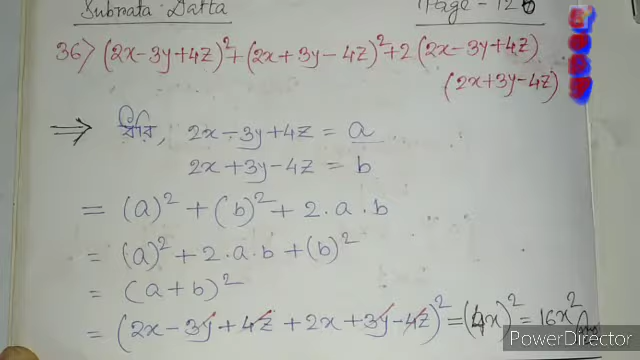 Subrata Datta
Page - 126
36> (2x-3y+4z)²+(2x+3y-4z)²+2(2x-3y+4z)
(2x+3y-4z)
⇒ ধরি, 2x-3y+4z = a
2x+3y-4z = b
= (a)² + (b)² + 2·a·b
= (a)² + 2·a·b + (b)²
= (a+b)²
= (2x-3y+4z+2x+3y-4z)² = (4x)² = 16x²
PowerDirector